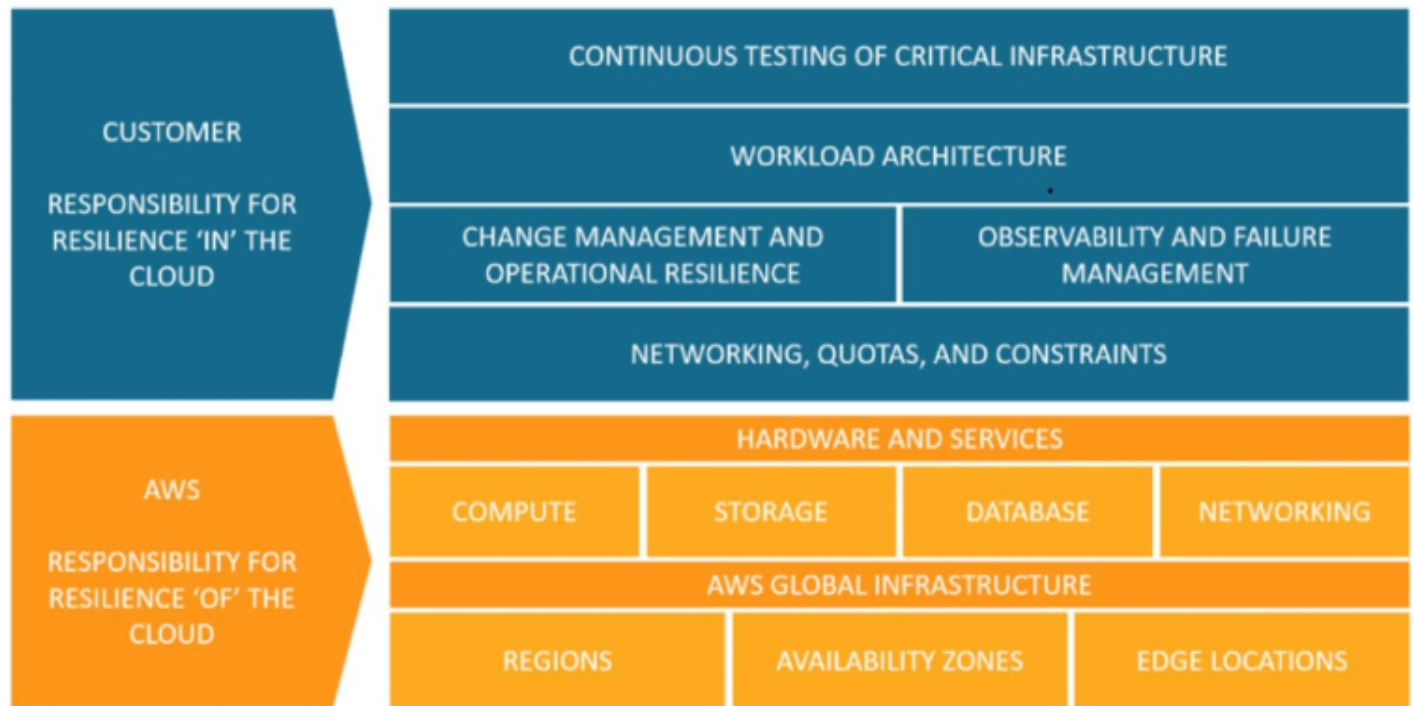 CUSTOMER
RESPONSIBILITY FOR
RESILIENCE ‘IN’ THE
CLOUD
CONTINUOUS TESTING OF CRITICAL INFRASTRUCTURE
WORKLOAD ARCHITECTURE
CHANGE MANAGEMENT AND
OPERATIONAL RESILIENCE
OBSERVABILITY AND FAILURE
MANAGEMENT
NETWORKING, QUOTAS, AND CONSTRAINTS
AWS
RESPONSIBILITY FOR
RESILIENCE ‘OF’ THE
CLOUD
HARDWARE AND SERVICES
COMPUTE
STORAGE
DATABASE
NETWORKING
AWS GLOBAL INFRASTRUCTURE
REGIONS
AVAILABILITY ZONES
EDGE LOCATIONS